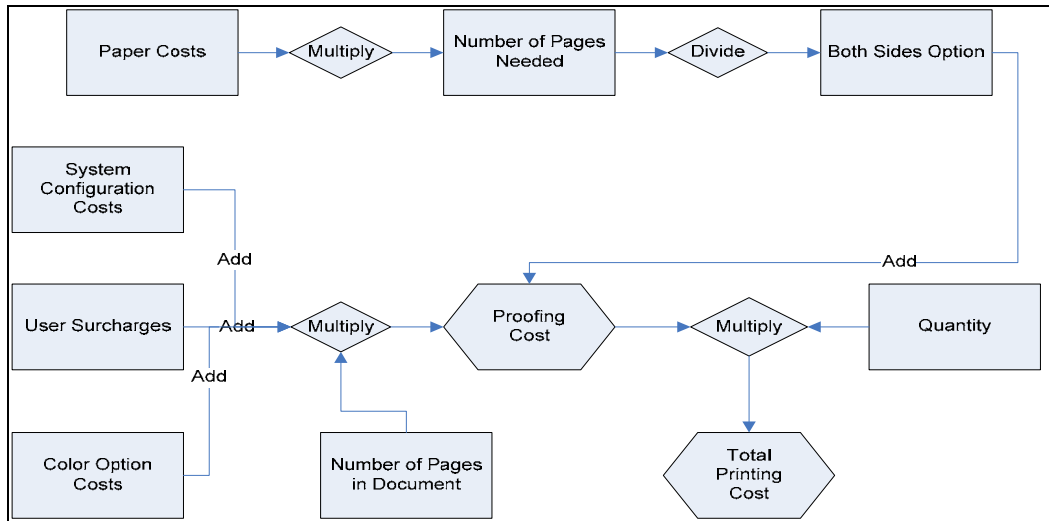 Paper Costs
Multiply
Number of Pages
Needed
Divide
Both Sides Option
System
Configuration
Costs
Add
Add
User Surcharges
Add
Multiply
Proofing
Cost
Multiply
Quantity
Add
Color Option
Costs
Number of Pages
in Document
Total
Printing
Cost